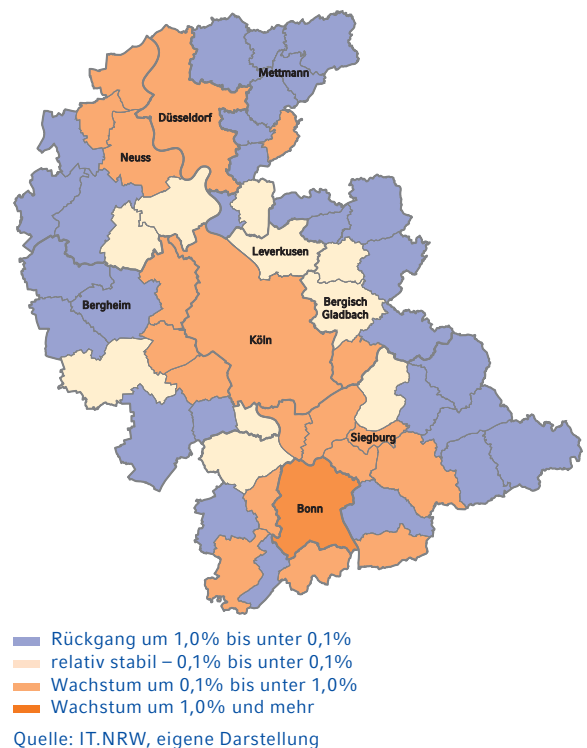 Mettmann
Düsseldorf
Neuss
Leverkusen
Bergheim
Bergisch
Gladbach
Köln
Siegburg
Bonn
Rückgang um 1,0% bis unter 0,1%
relativ stabil – 0,1% bis unter 0,1%
Wachstum um 0,1% bis unter 1,0%
Wachstum um 1,0% und mehr
Quelle: IT.NRW, eigene Darstellung